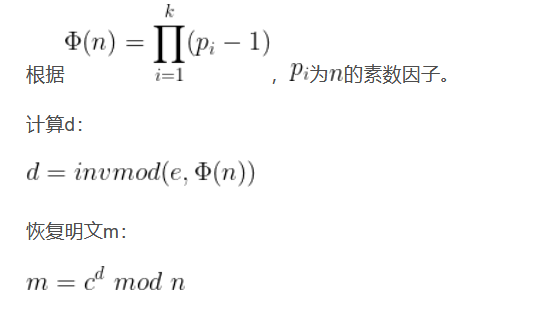 根据 Φ(n) = ∏_{i=1}^{k} (p_i − 1) , p_i为n的素数因子。
计算d：
d = invmod(e, Φ(n))
恢复明文m：
m = c^d mod n